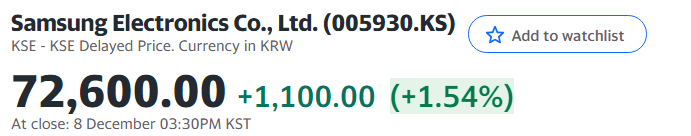 Samsung Electronics Co., Ltd. (005930.KS)
Add to watchlist
KSE - KSE Delayed Price. Currency in KRW
72,600.00 +1,100.00 (+1.54%)
At close: 8 December 03:30PM KST